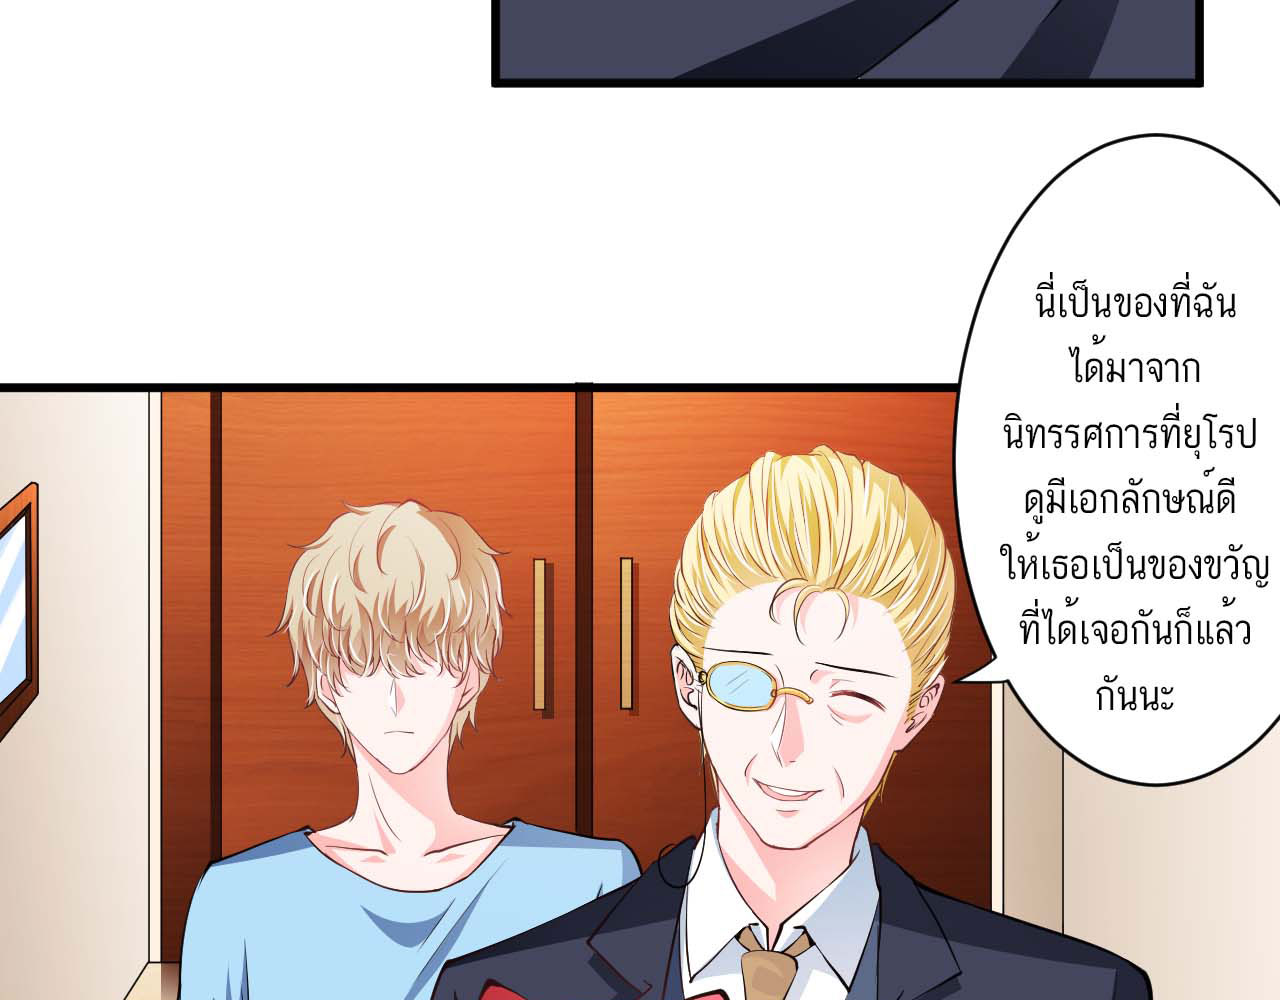 นี่เป็นของที่ฉัน
ได้มาจาก
นิทรรศการที่ยุโรป
ดูมีเอกลักษณ์ดี
ให้เธอเป็นของขวัญ
ที่ได้เจอกันก็แล้ว
กันนะ